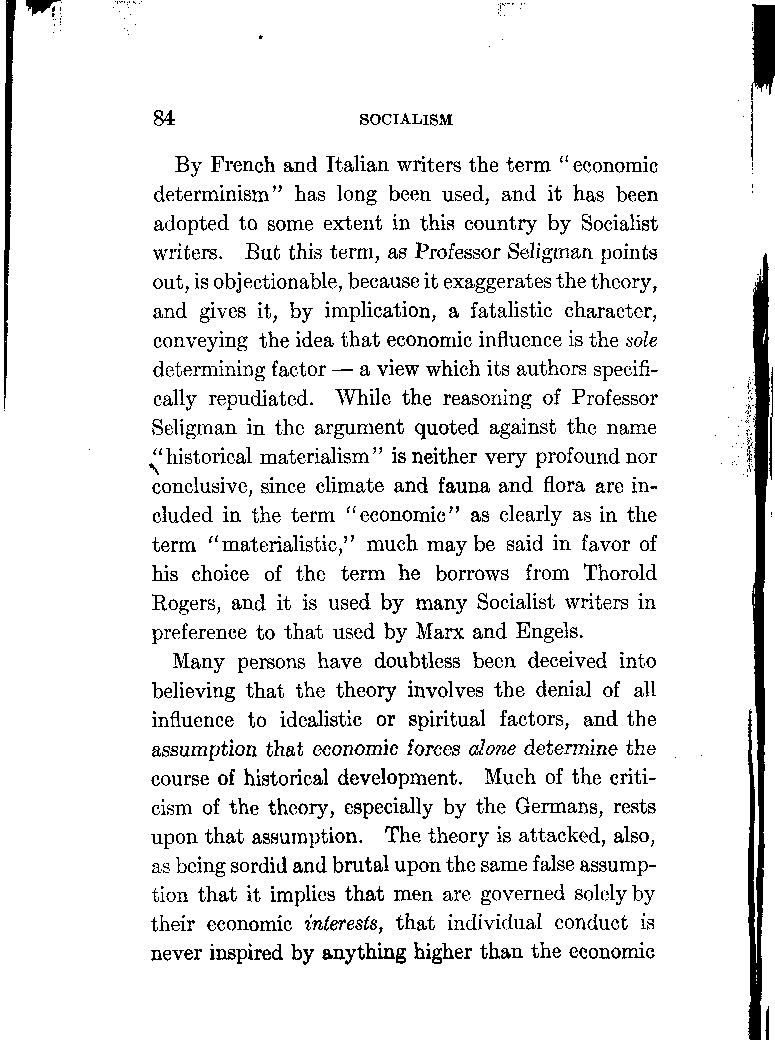 84 SOCIALISM
By French and Italian writers the term "economic
determinism" has long been used, and it has been
adopted to some extent in this country by Socialist
writers. But this term, as Professor Seligman points
out, is objectionable, because it exaggerates the theory,
and gives it, by implication, a fatalistic character,
conveying the idea that economic influence is the sole
determining factor — a view which its authors specifi-
cally repudiated. While the reasoning of Professor
Seligman in the argument quoted against the name
"historical materialism" is neither very profound nor
conclusive, since climate and fauna and flora are in-
cluded in the term "economic" as clearly as in the
term "materialistic," much may be said in favor of
his choice of the term he borrows from Thorold
Rogers, and it is used by many Socialist writers in
preference to that used by Marx and Engels.
Many persons have doubtless been deceived into
believing that the theory involves the denial of all
influence to idealistic or spiritual factors, and the
assumption that economic forces alone determine the
course of historical development. Much of the criti-
cism of the theory, especially by the Germans, rests
upon that assumption. The theory is attacked, also,
as being sordid and brutal upon the same false assump-
tion that it implies that men are governed solely by
their economic interests, that individual conduct is
never inspired by anything higher than the economic